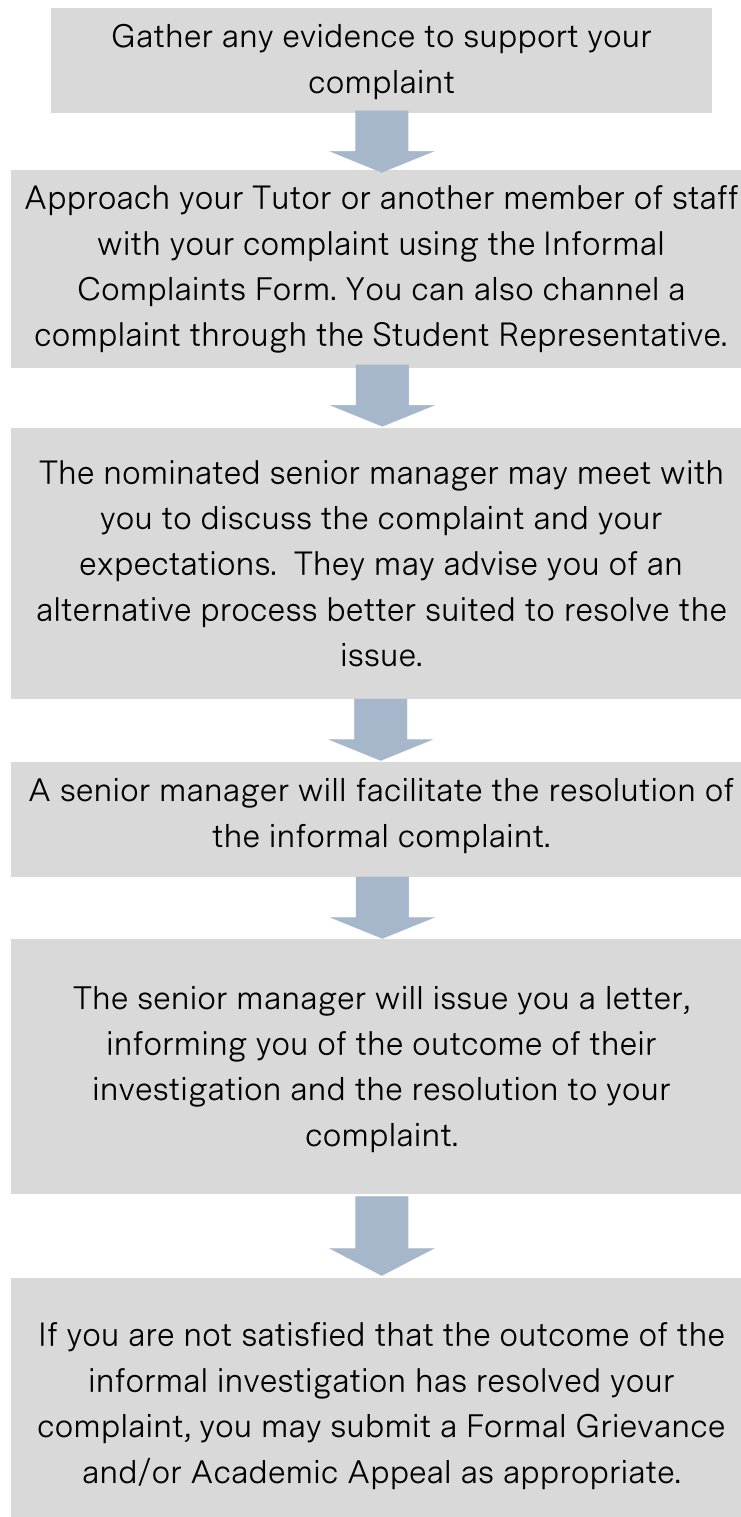 Gather any evidence to support your
complaint
Approach your Tutor or another member of staff
with your complaint using the Informal
Complaints Form. You can also channel a
complaint through the Student Representative.
The nominated senior manager may meet with
you to discuss the complaint and your
expectations.  They may advise you of an
alternative process better suited to resolve the
issue.
A senior manager will facilitate the resolution of
the informal complaint.
The senior manager will issue you a letter,
informing you of the outcome of their
investigation and the resolution to your
complaint.
If you are not satisfied that the outcome of the
informal investigation has resolved your
complaint, you may submit a Formal Grievance
and/or Academic Appeal as appropriate.